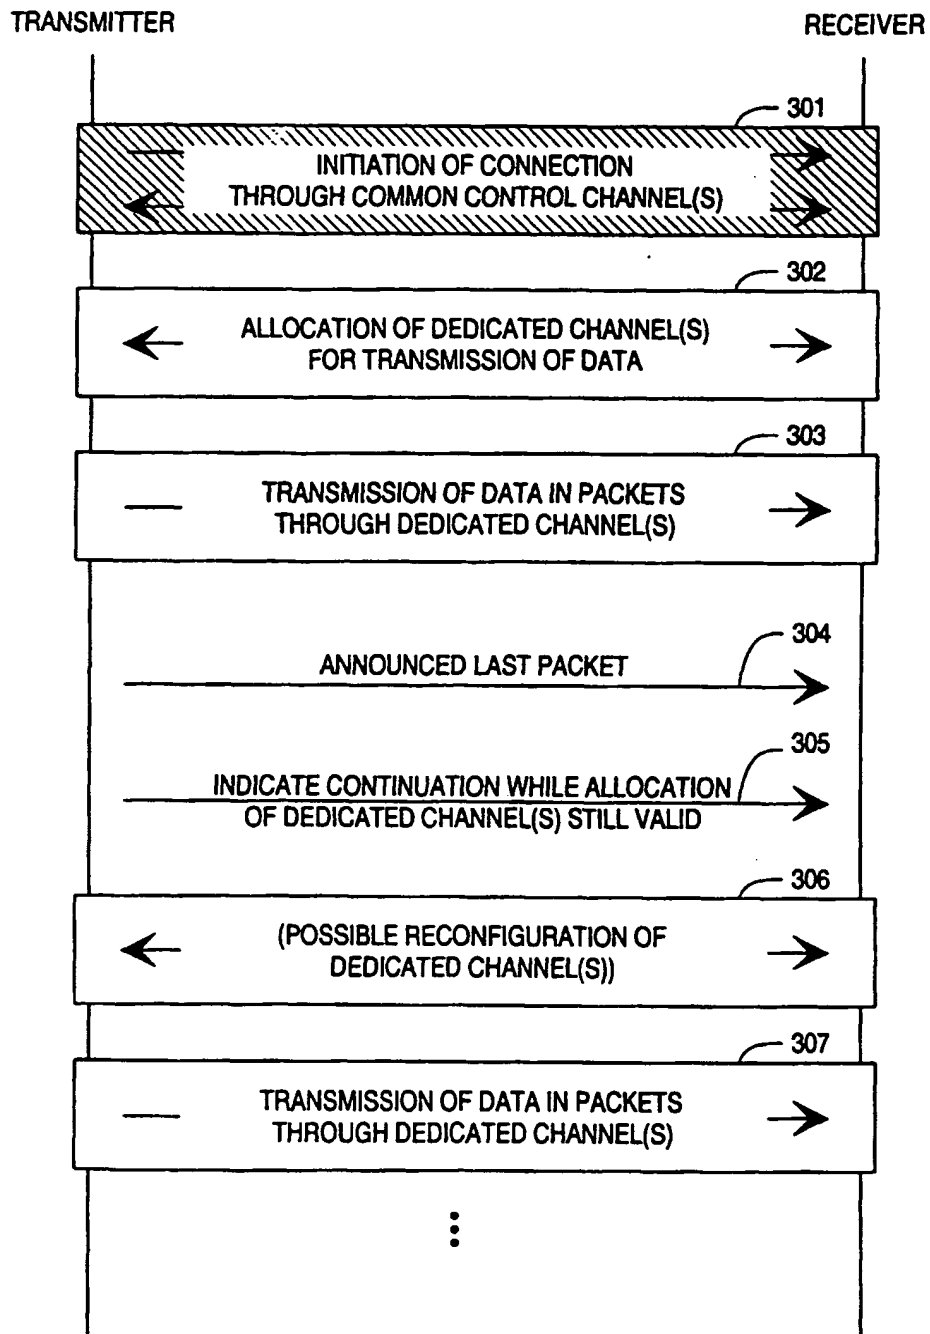 TRANSMITTER
RECEIVER
301
INITIATION OF CONNECTION
THROUGH COMMON CONTROL CHANNEL(S)
302
ALLOCATION OF DEDICATED CHANNEL(S)
FOR TRANSMISSION OF DATA
303
TRANSMISSION OF DATA IN PACKETS
THROUGH DEDICATED CHANNEL(S)
304
ANNOUNCED LAST PACKET
305
INDICATE CONTINUATION WHILE ALLOCATION
OF DEDICATED CHANNEL(S) STILL VALID
306
(POSSIBLE RECONFIGURATION OF
DEDICATED CHANNEL(S))
307
TRANSMISSION OF DATA IN PACKETS
THROUGH DEDICATED CHANNEL(S)